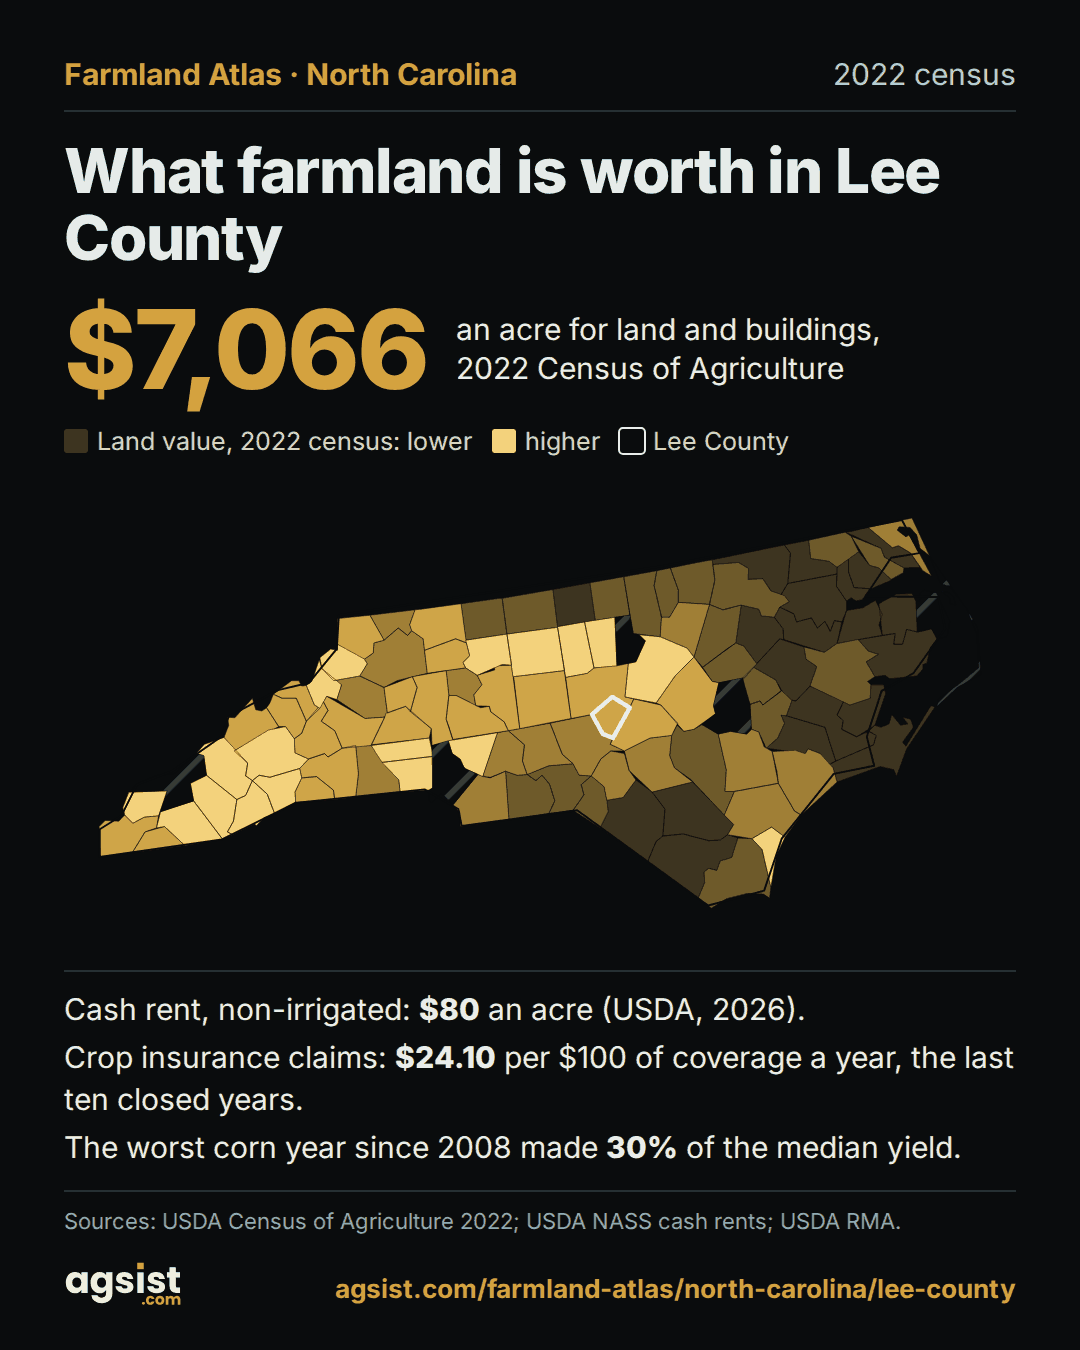 Farmland Atlas · North Carolina
2022 census
What farmland is worth in Lee
County
$7,066
an acre for land and buildings,
2022 Census of Agriculture
Land value, 2022 census: lower
higher
Lee County
Cash rent, non-irrigated: $80 an acre (USDA, 2026).
Crop insurance claims: $24.10 per $100 of coverage a year, the last
ten closed years.
The worst corn year since 2008 made 30% of the median yield.
Sources: USDA Census of Agriculture 2022; USDA NASS cash rents; USDA RMA.
agsist
.com
agsist.com/farmland-atlas/north-carolina/lee-county